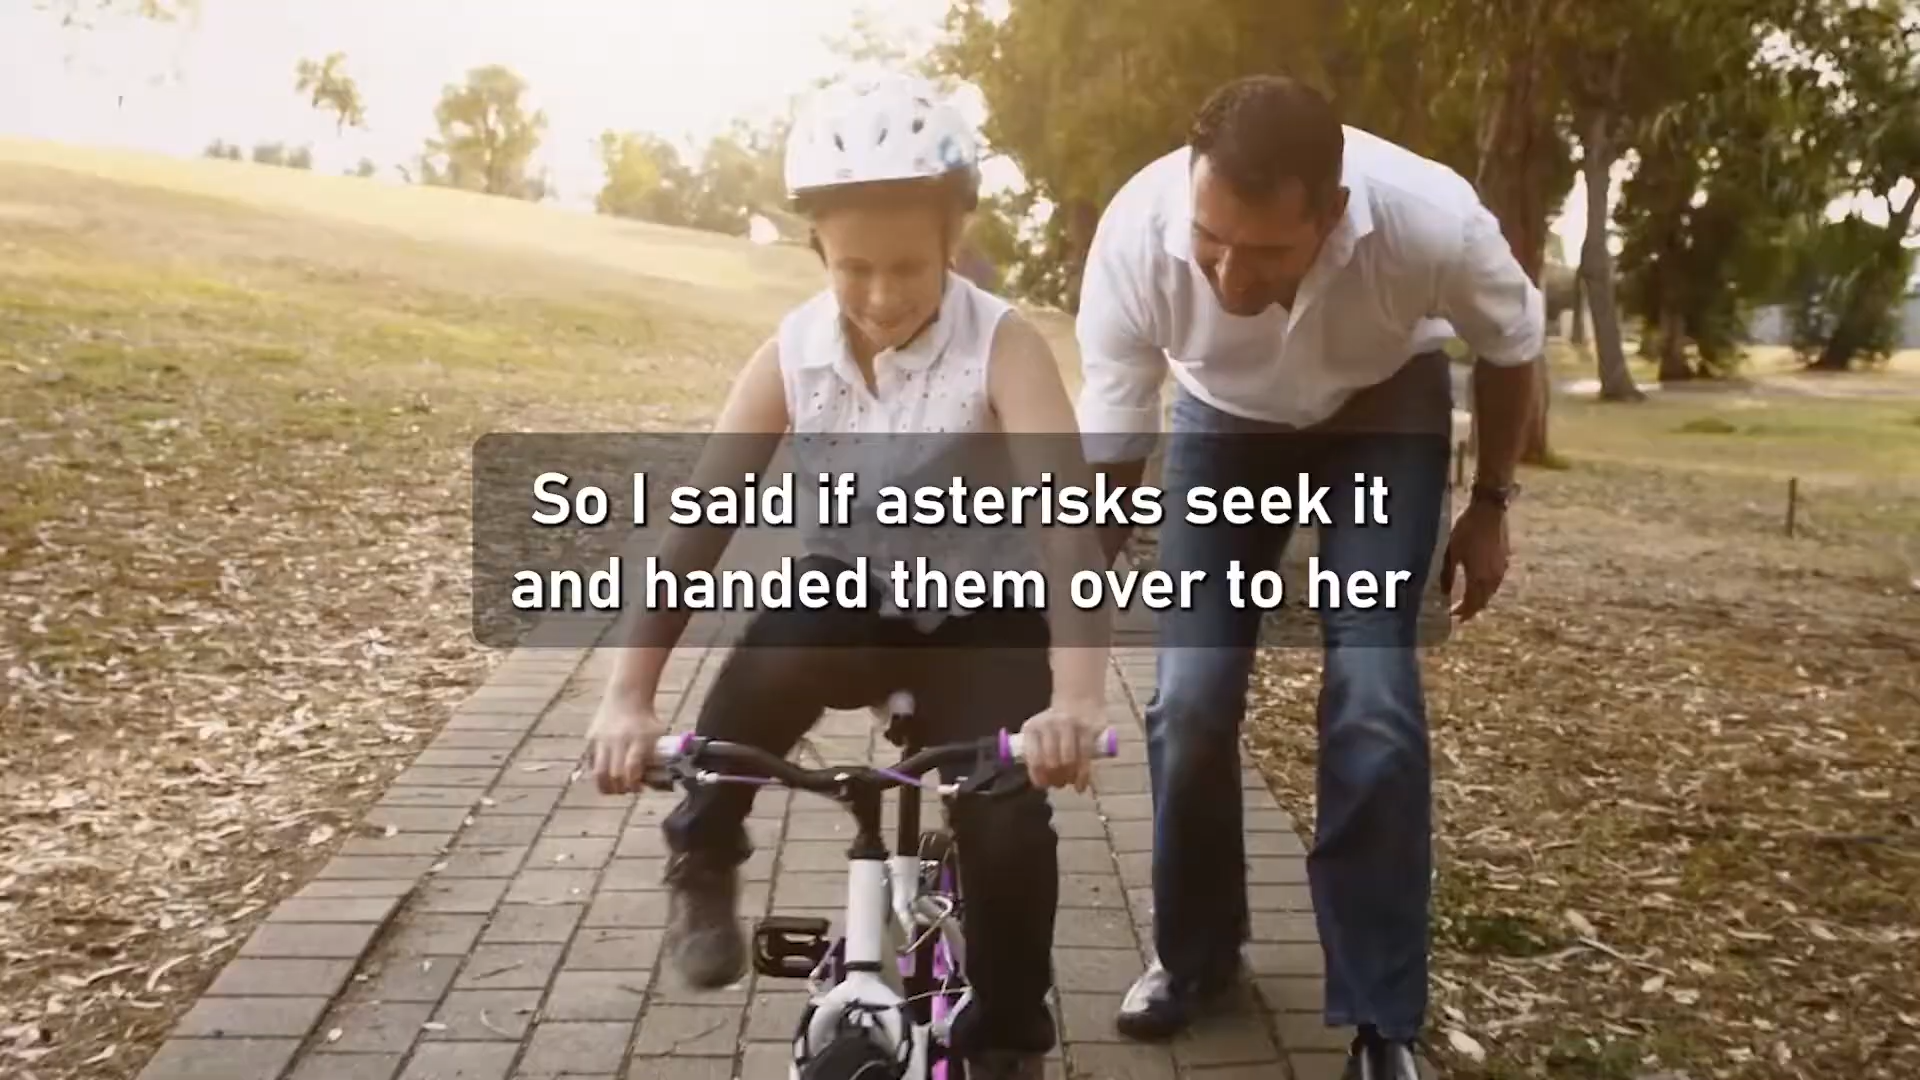 So I said if asterisks seek it
and handed them over to her